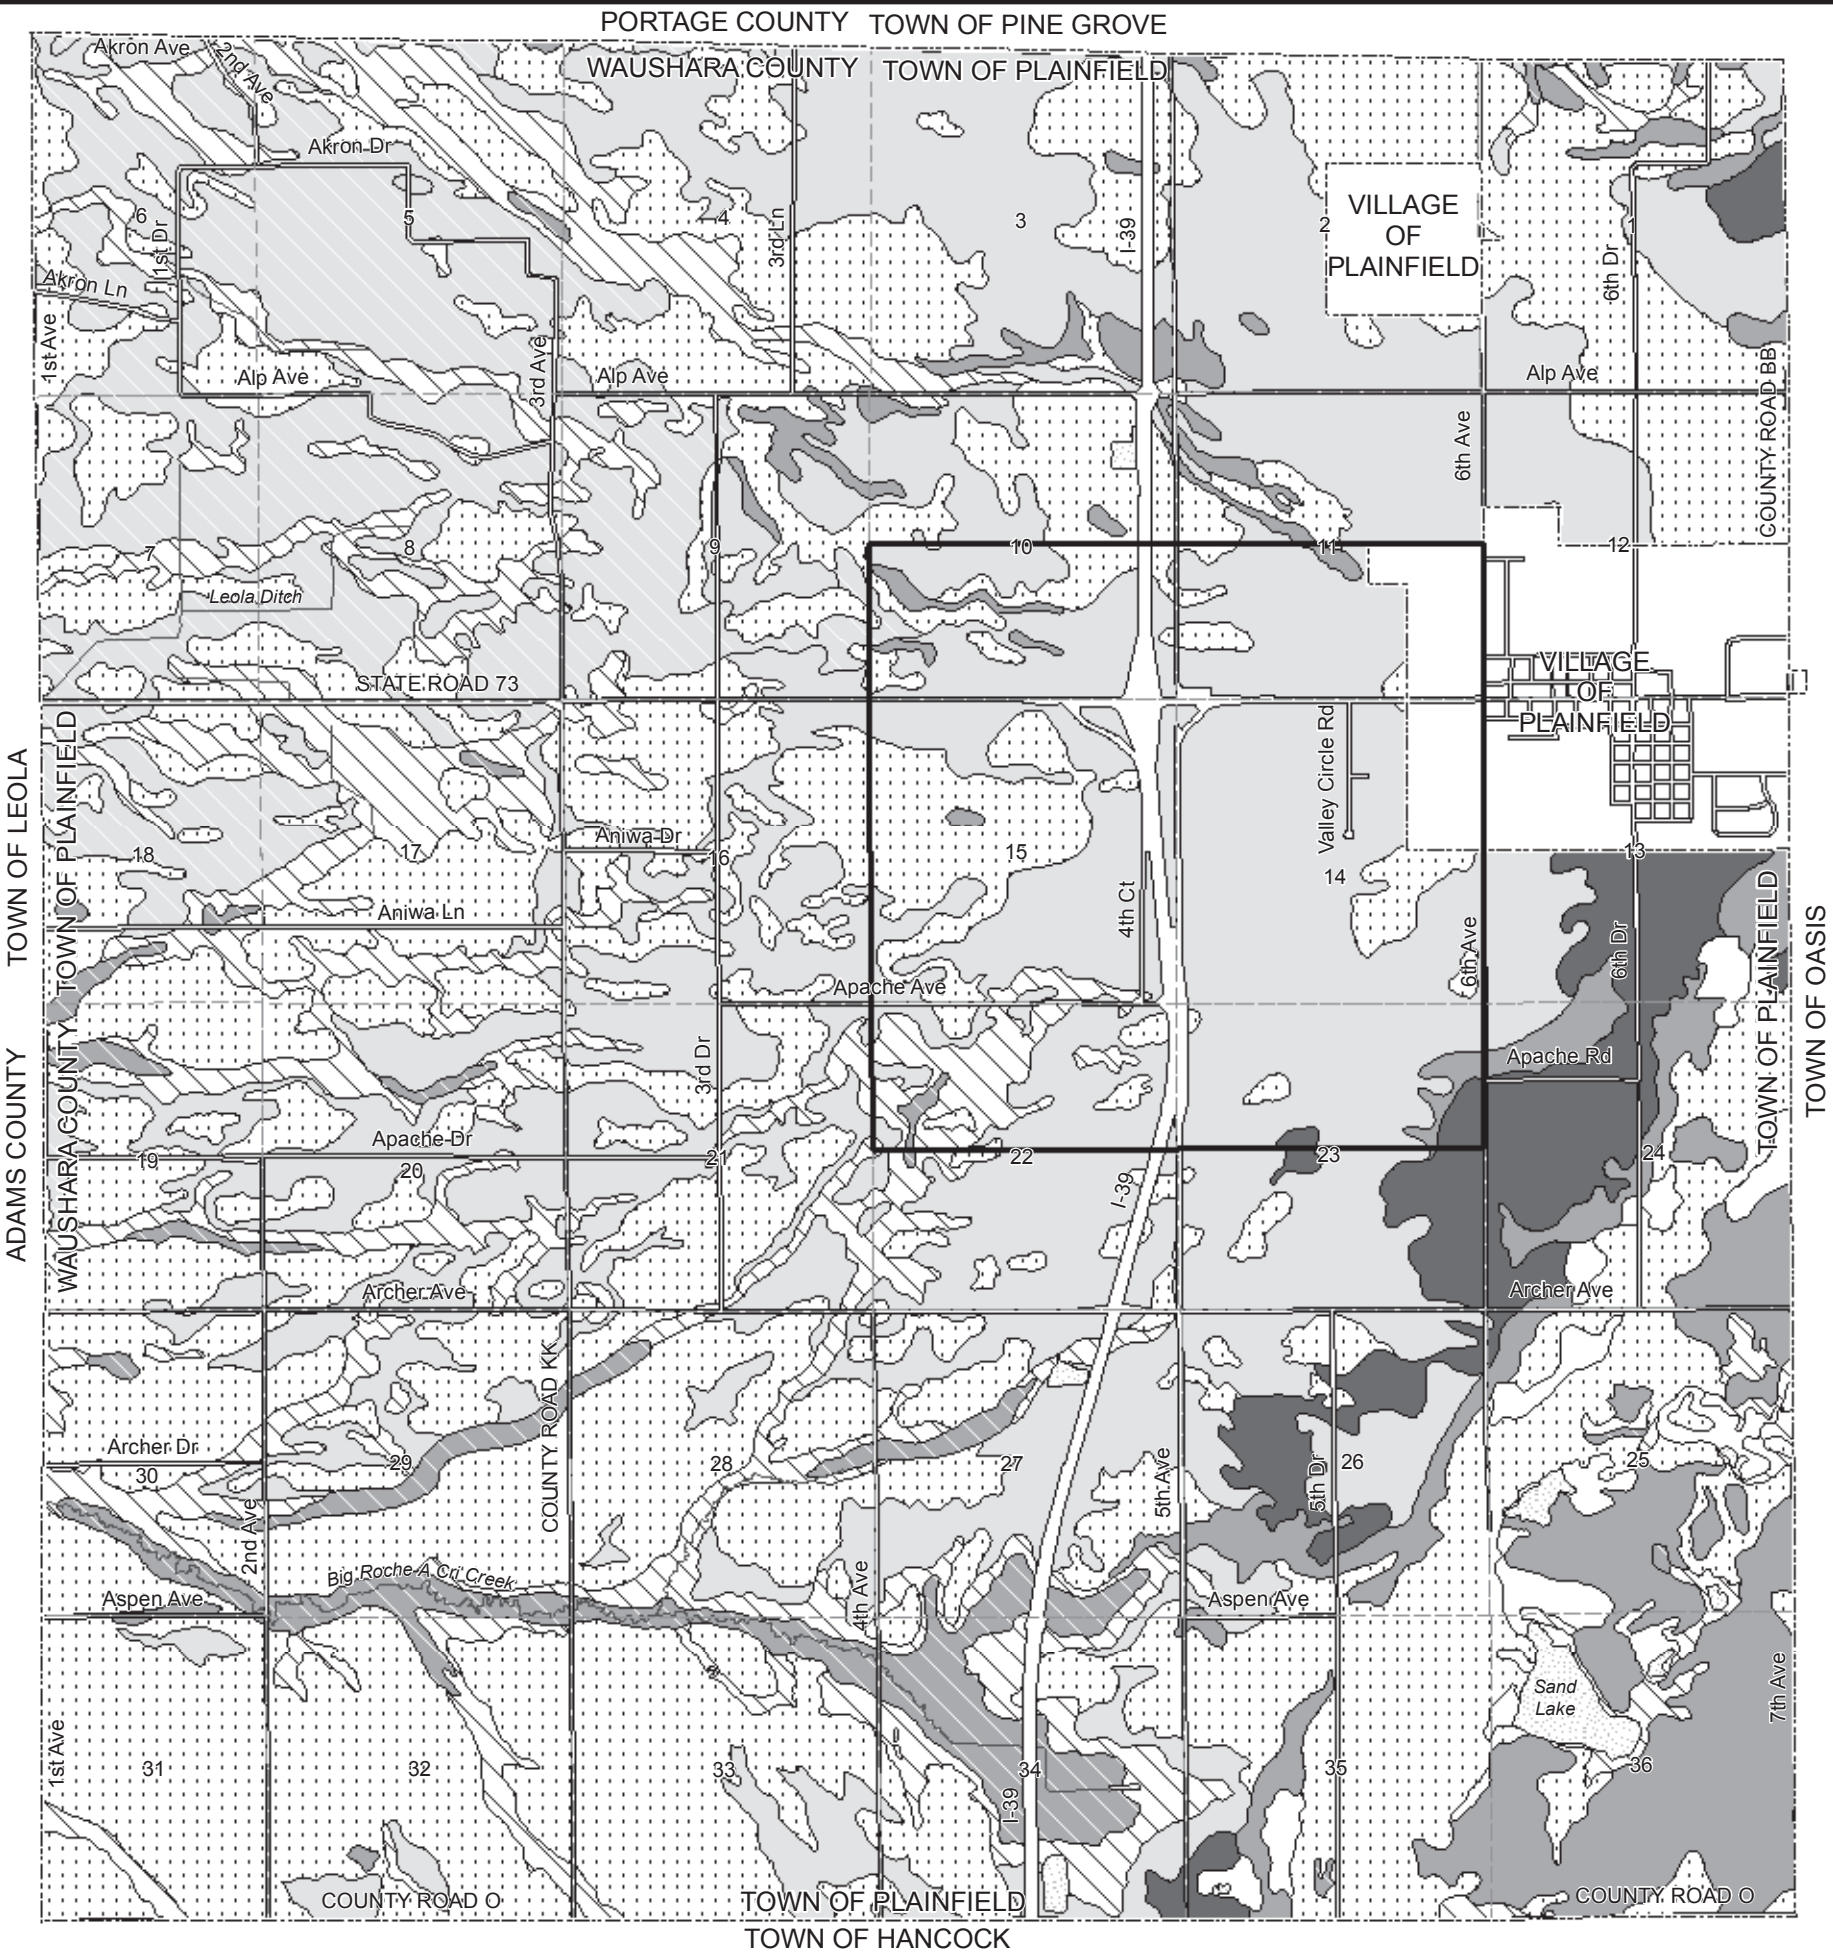 PORTAGE COUNTY TOWN OF PINE GROVE
WAUSHARA COUNTY TOWN OF PLAINFIELD
Akron Ave
2nd Ave
Akron Dr
6
1st Dr
5
4
3rd Ln
3
I-39
2
VILLAGE
OF
PLAINFIELD
6th Dr
1
Akron Ln
1st Ave
Alp Ave
3rd Ave
Alp Ave
Alp Ave
COUNTY ROAD BB
6th Ave
7
8
9
10
11
12
Leola Ditch
STATE ROAD 73
VILLAGE
OF
PLAINFIELD
TOWN OF LEOLA
TOWN OF PLAINFIELD
Valley Circle Rd
Aniwa Dr
18
17
16
15
14
13
Aniwa Ln
4th Ct
6th Ave
6th Dr
TOWN OF PLAINFIELD
TOWN OF OASIS
Apache Ave
ADAMS COUNTY
WAUSHARA COUNTY
3rd Dr
Apache Rd
Apache Dr
19
20
21
22
23
24
I-39
Archer Ave
Archer Ave
COUNTY ROAD KK
Archer Dr
30
29
28
27
5th Ave
5th Dr
26
25
2nd Ave
Big Roche A Cri Creek
4th Ave
Aspen Ave
Aspen Ave
Sand
Lake
7th Ave
1st Ave
31
32
33
34
35
36
I-39
COUNTY ROAD O
TOWN OF PLAINFIELD
COUNTY ROAD O
TOWN OF HANCOCK